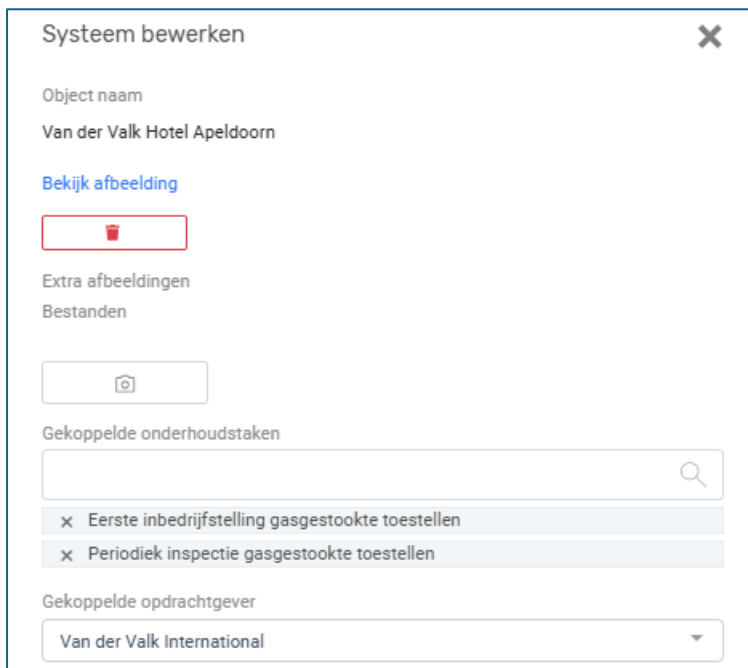 Systeem bewerken
Object naam
Van der Valk Hotel Apeldoorn
Bekijk afbeelding
Extra afbeeldingen
Bestanden
Gekoppelde onderhoudstaken
Eerste inbedrijfstelling gasgestookte toestellen
Periodiek inspectie gasgestookte toestellen
Gekoppelde opdrachtgever
Van der Valk International